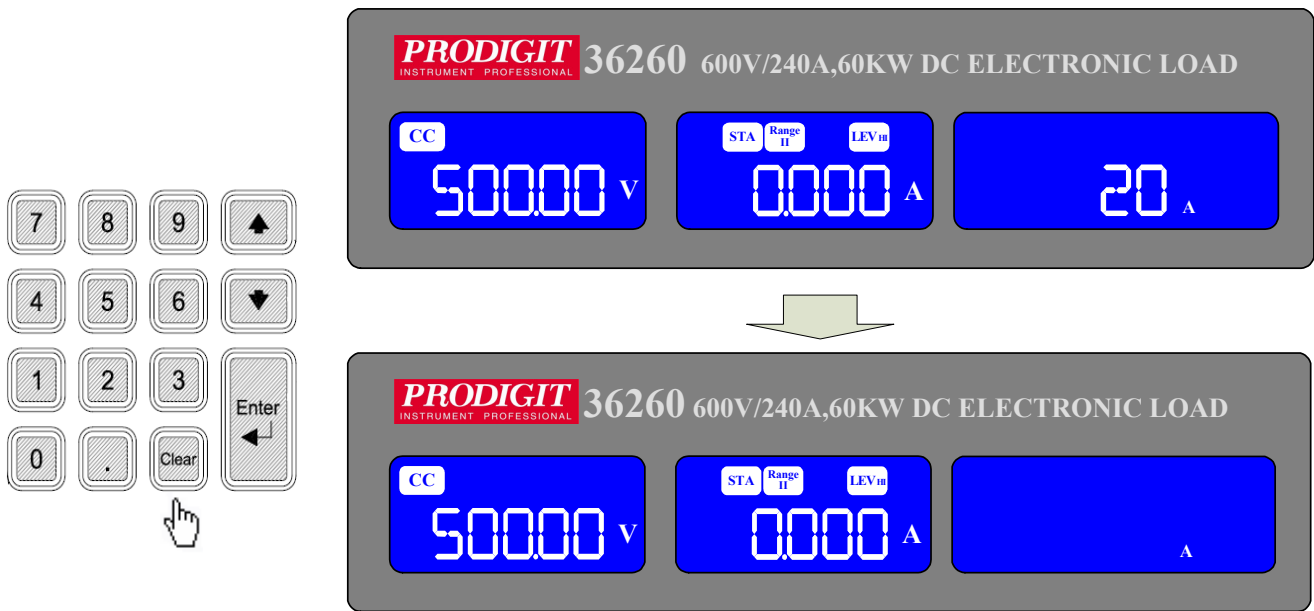 PRODIGIT 36260 600V/240A,60KW DC ELECTRONIC LOAD
INSTRUMENT PROFESSIONAL
CC STA Range II LEV HI
500.00 V 0.000 A 20 A
7 8 9
4 5 6
1 2 3 Enter
0 . Clear
PRODIGIT 36260 600V/240A,60KW DC ELECTRONIC LOAD
INSTRUMENT PROFESSIONAL
CC STA Range II LEV HI
500.00 V 0.000 A A